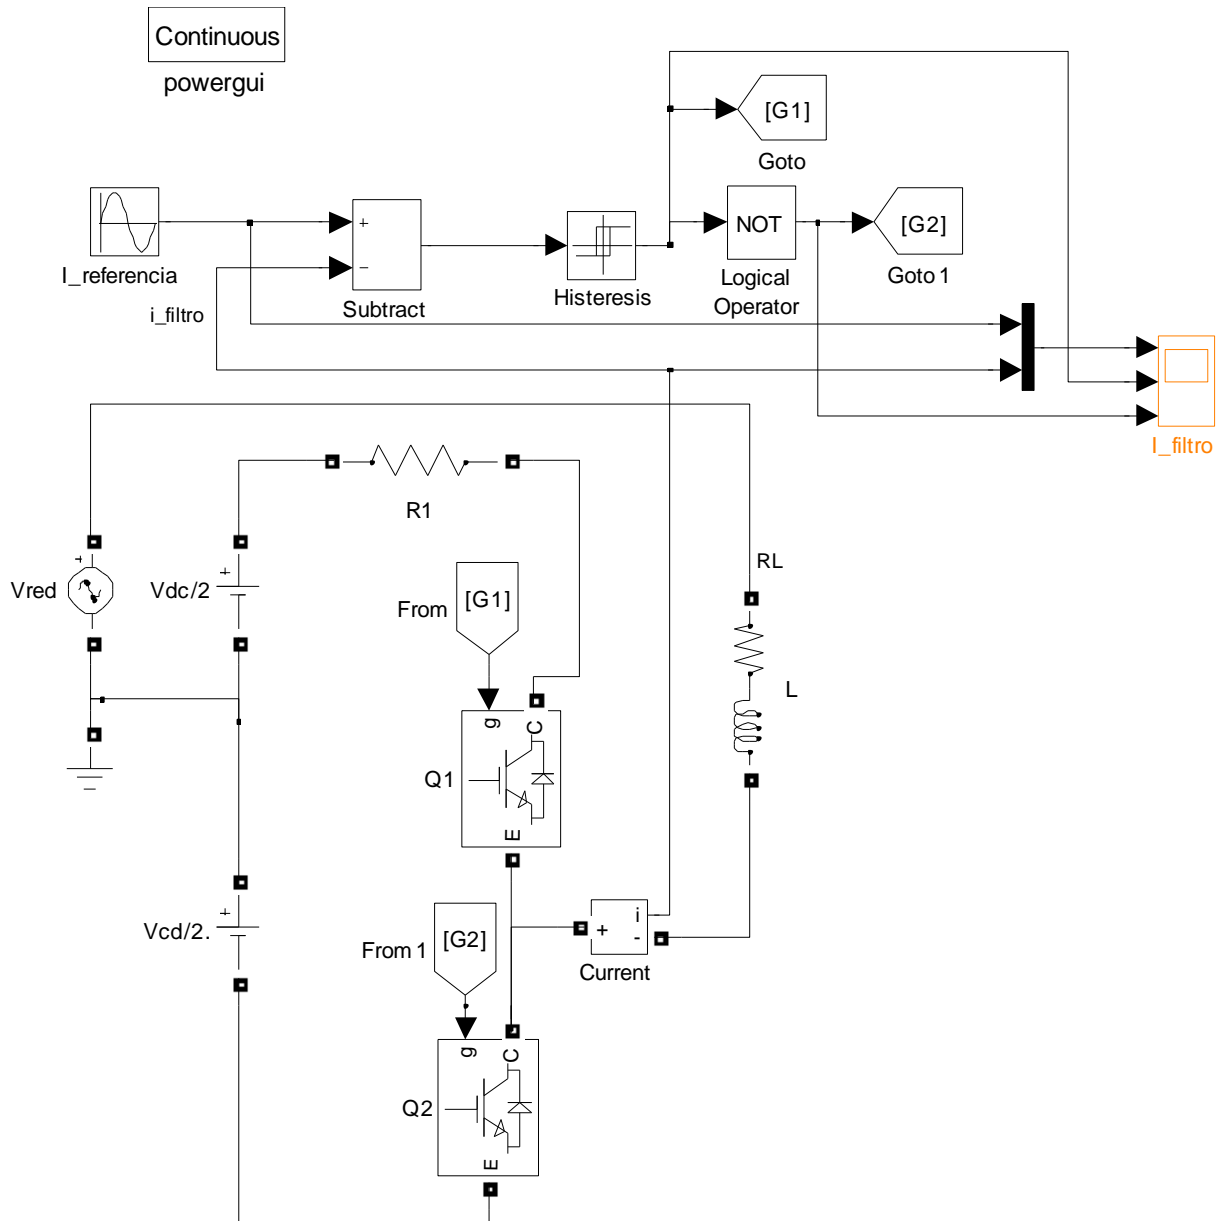 Continuous
powergui
[G1]
Goto
I_referencia
+
−
Subtract
Histeresis
NOT
Logical
Operator
[G2]
Goto 1
i_filtro
I_filtro
R1
+
Vred
+
Vdc/2
From
[G1]
RL
L
g
C
Q1
E
+
Vcd/2.
From 1
[G2]
+
i
-
Current
g
C
Q2
E